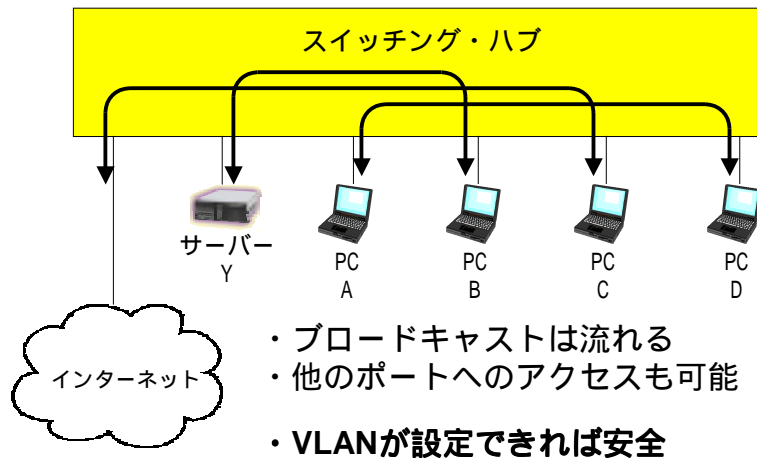 スイッチング・ハブ
サーバー
Y
PC
A
PC
B
PC
C
PC
D
インターネット
・ブロードキャストは流れる
・他のポートへのアクセスも可能
・VLANが設定できれば安全